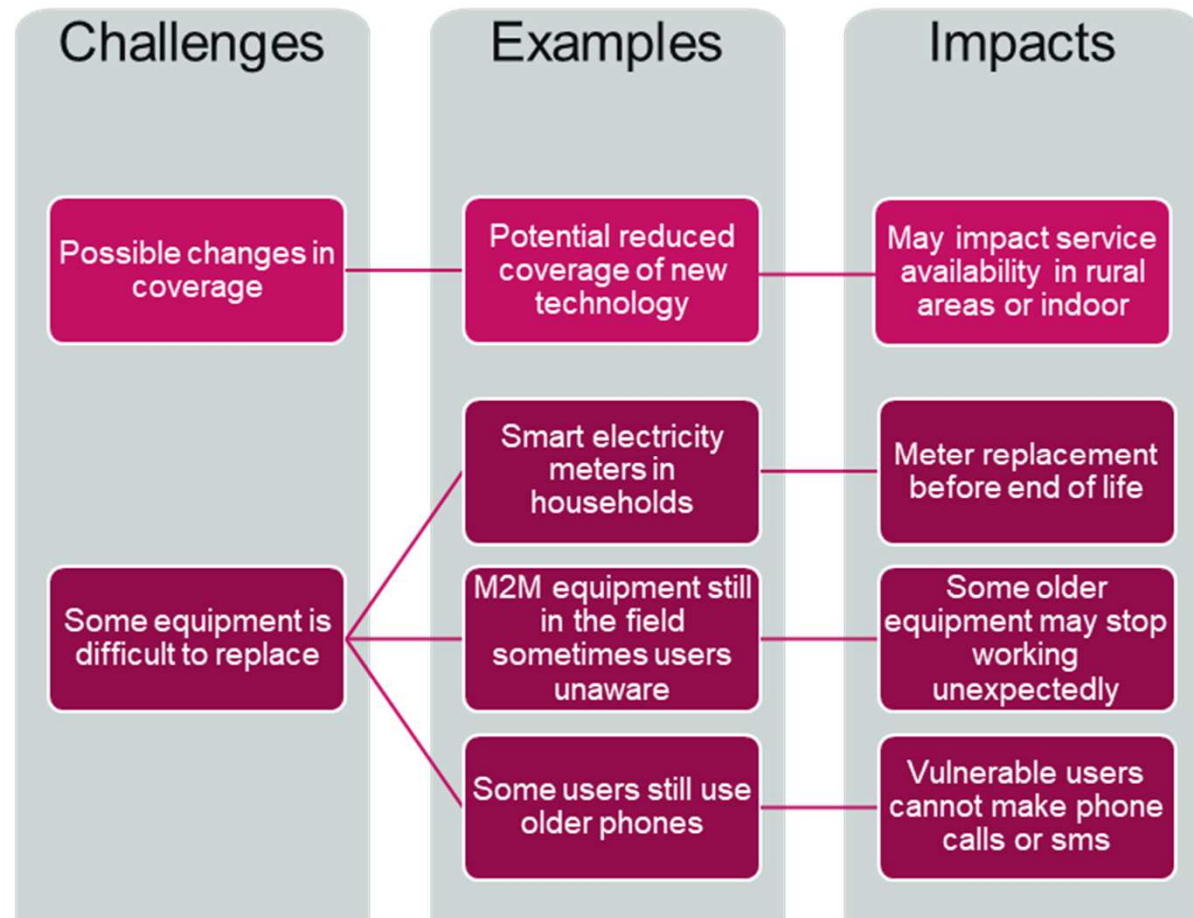 Challenges
Examples
Impacts
Possible changes in
coverage
Potential reduced
coverage of new
technology
May impact service
availability in rural
areas or indoor
Some equipment is
difficult to replace
Smart electricity
meters in
households
Meter replacement
before end of life
M2M equipment still
in the field
sometimes users
unaware
Some older
equipment may stop
working
unexpectedly
Some users still use
older phones
Vulnerable users
cannot make phone
calls or sms